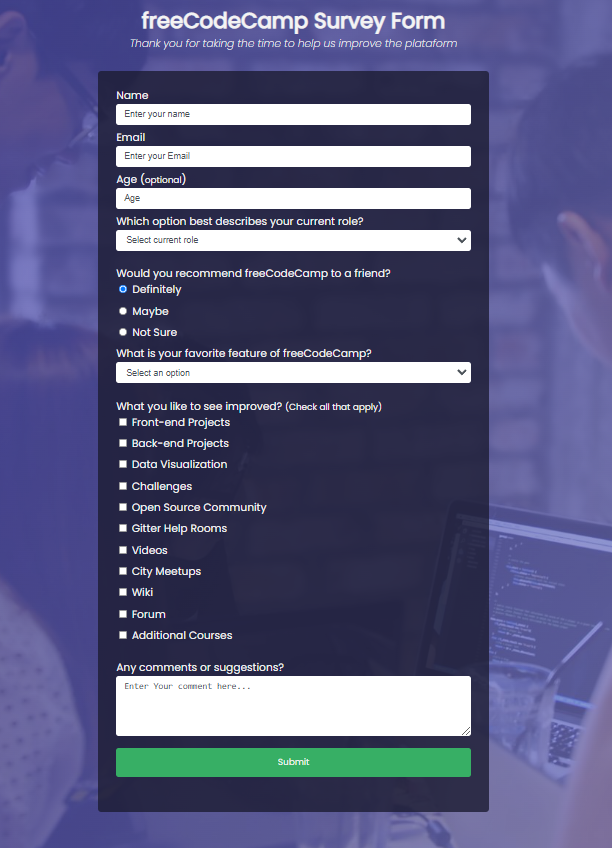 freeCodeCamp Survey Form
Thank you for taking the time to help us improve the plataform
Name
Enter your name
Email
Enter your Email
Age (optional)
Age
Which option best describes your current role?
Select current role
Would you recommend freeCodeCamp to a friend?
Definitely
Maybe
Not Sure
What is your favorite feature of freeCodeCamp?
Select an option
What you like to see improved? (Check all that apply)
Front-end Projects
Back-end Projects
Data Visualization
Challenges
Open Source Community
Gitter Help Rooms
Videos
City Meetups
Wiki
Forum
Additional Courses
Any comments or suggestions?
Enter Your comment here...
Submit